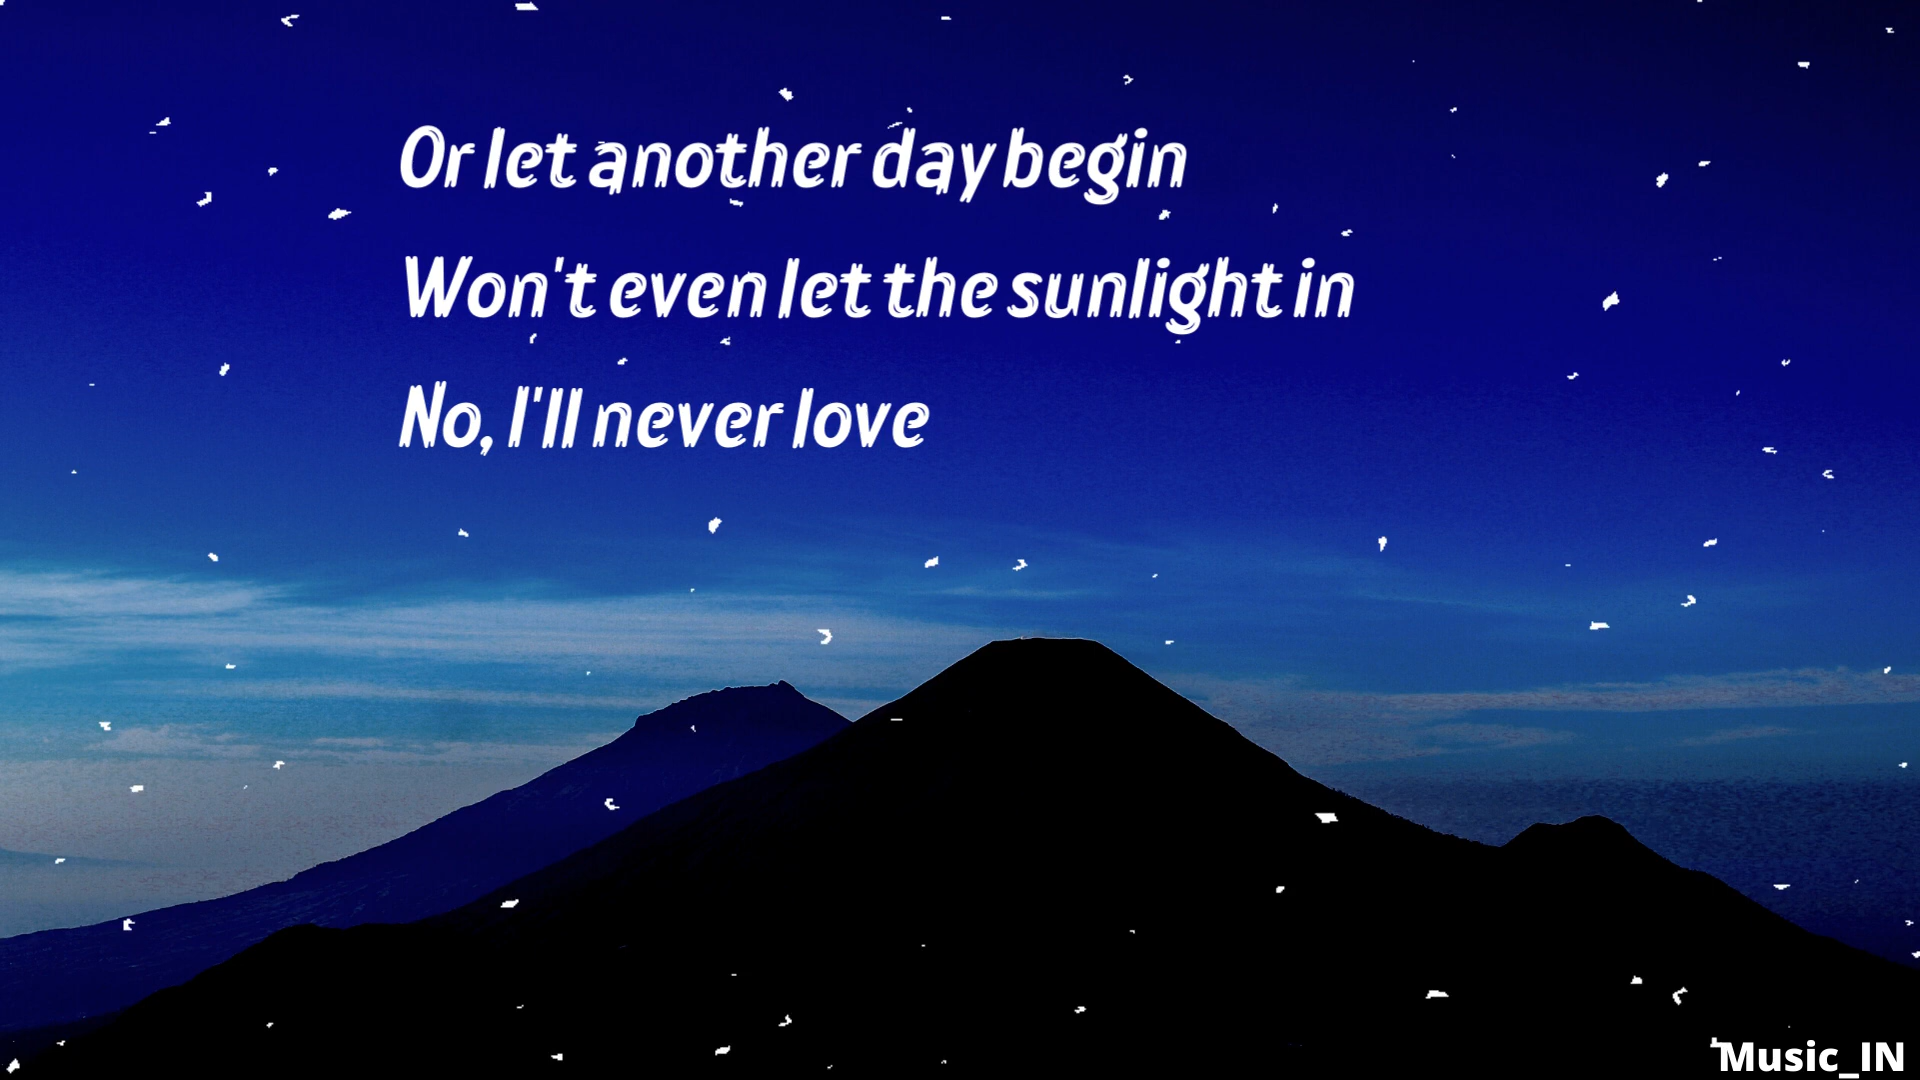 Or let another day begin
Won't even let the sunlight in
No, I'll never love
Music_IN